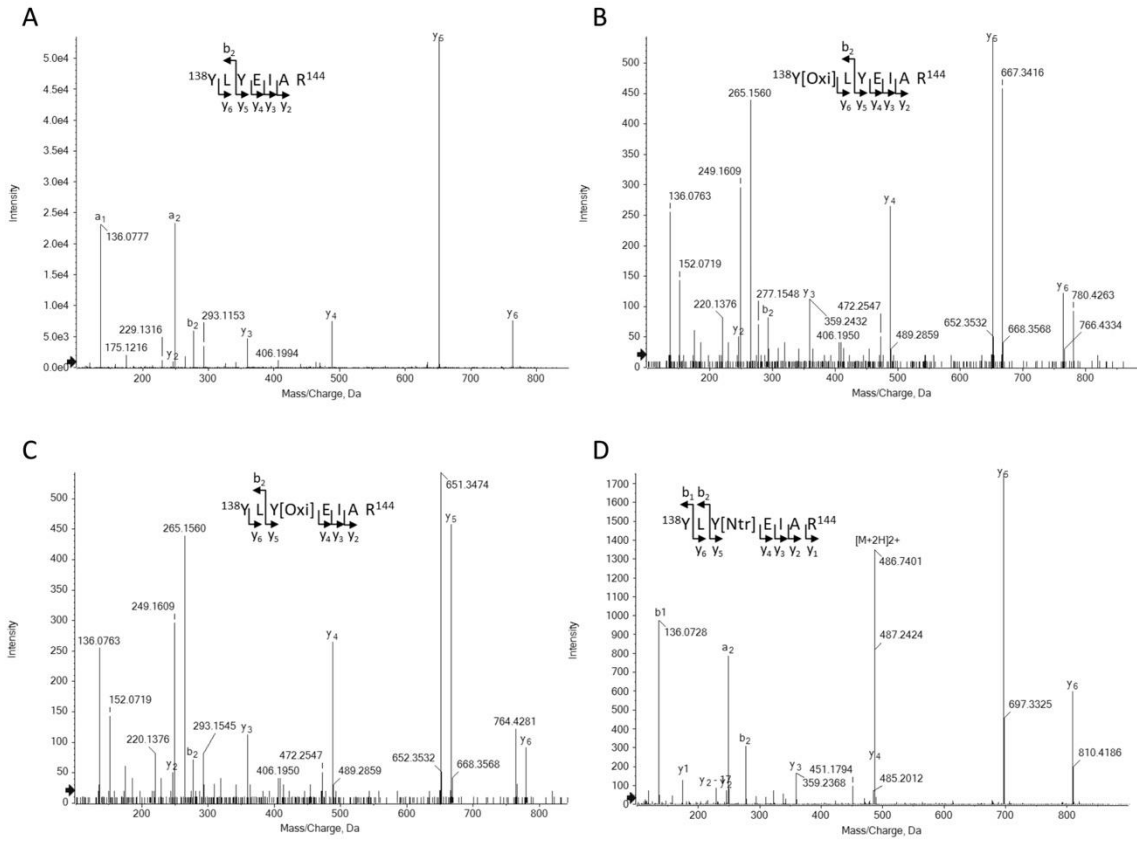 A
5.0e4
4.5e4
4.0e4
3.5e4
3.0e4
2.5e4
2.0e4
1.5e4
1.0e4
5.0e3
0.0e0
Intensity
b2
138Y L Y E I A R144
y6 y5 y4 y3 y2
y5
a1
136.0777
a2
175.1216
229.1316
y2
b2
293.1153
y3
406.1994
y4
y6
200 300 400 500 600 700 800
Mass/Charge, Da
B
500
450
400
350
300
250
200
150
100
50
0
Intensity
b2
138Y[Oxi] L Y E I A R144
y6 y5 y4 y3 y2
y5
667.3416
265.1560
249.1609
136.0763
152.0719
220.1376
y2
277.1548
b2
y3
359.2432
406.1950
472.2547
y4
489.2859
652.3532
668.3568
y6
780.4263
766.4334
200 300 400 500 600 700 800
Mass/Charge, Da
C
500
450
400
350
300
250
200
150
100
50
0
Intensity
b2
138Y L Y[Oxi] E I A R144
y6 y5 y4 y3 y2
651.3474
y5
265.1560
249.1609
136.0763
152.0719
220.1376
y2
b2
293.1545
y3
406.1950
472.2547
y4
489.2859
652.3532
668.3568
764.4281
y6
200 300 400 500 600 700 800
Mass/Charge, Da
D
1700
1600
1500
1400
1300
1200
1100
1000
900
800
700
600
500
400
300
200
100
0
Intensity
b1 b2
138Y L Y[Ntr] E I A R144
y6 y5 y4 y3 y2 y1
y5
[M+2H]2+
486.7401
487.2424
b1
136.0728
a2
b2
y1
y2 - 17
y2
y3
359.2368
451.1794
y4
485.2012
697.3325
y6
810.4186
200 300 400 500 600 700 800
Mass/Charge, Da